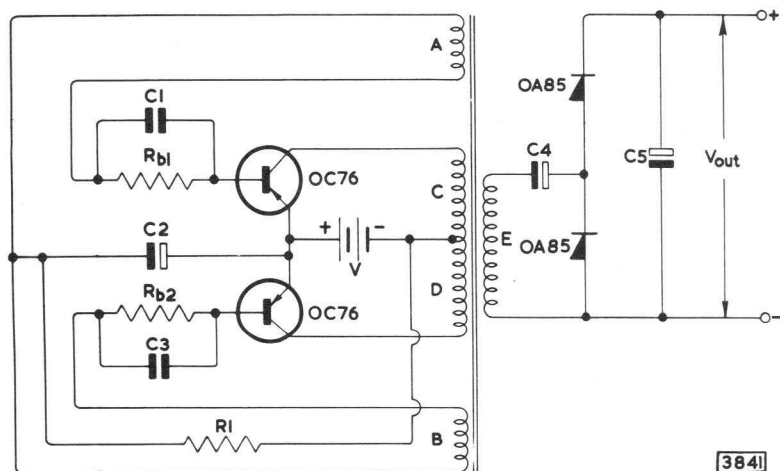 A
+
C1
OA85
Rb1
OC76
C4
C5
Vout
C
C2
+
-
V
E
OA85
D
Rb2
OC76
C3
R1
B
-
3841